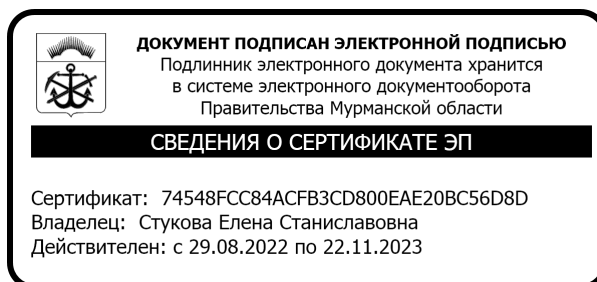 ДОКУМЕНТ ПОДПИСАН ЭЛЕКТРОННОЙ ПОДПИСЬЮ
Подлинник электронного документа хранится
в системе электронного документооборота
Правительства Мурманской области
СВЕДЕНИЯ О СЕРТИФИКАТЕ ЭП
Сертификат: 74548FCC84ACFB3CD800EAE20BC56D8D
Владелец: Стукова Елена Станиславовна
Действителен: с 29.08.2022 по 22.11.2023